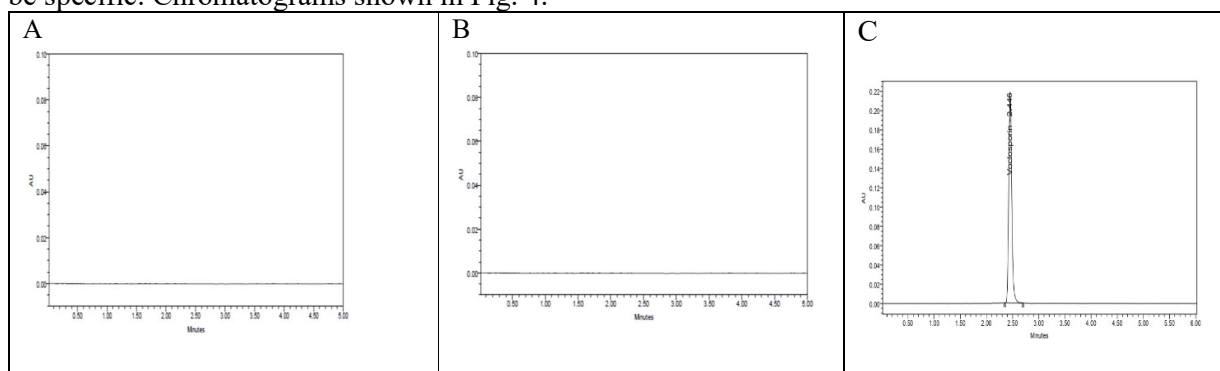 be specific. Chromatograms shown in Fig. 4.
A
B
C
0.10
0.08
0.06
0.04
0.02
0.00
AU
0.50 1.00 1.50 2.00 2.50 3.00 3.50 4.00 4.50 5.00
Minutes
0.10
0.08
0.06
0.04
0.02
0.00
AU
0.50 1.00 1.50 2.00 2.50 3.00 3.50 4.00 4.50 5.00
Minutes
0.22
0.20
0.18
0.16
0.14
0.12
0.10
0.08
0.06
0.04
0.02
0.00
AU
Voclosporin - 2.446
0.50 1.00 1.50 2.00 2.50 3.00 3.50 4.00 4.50 5.00 5.50 6.00
Minutes